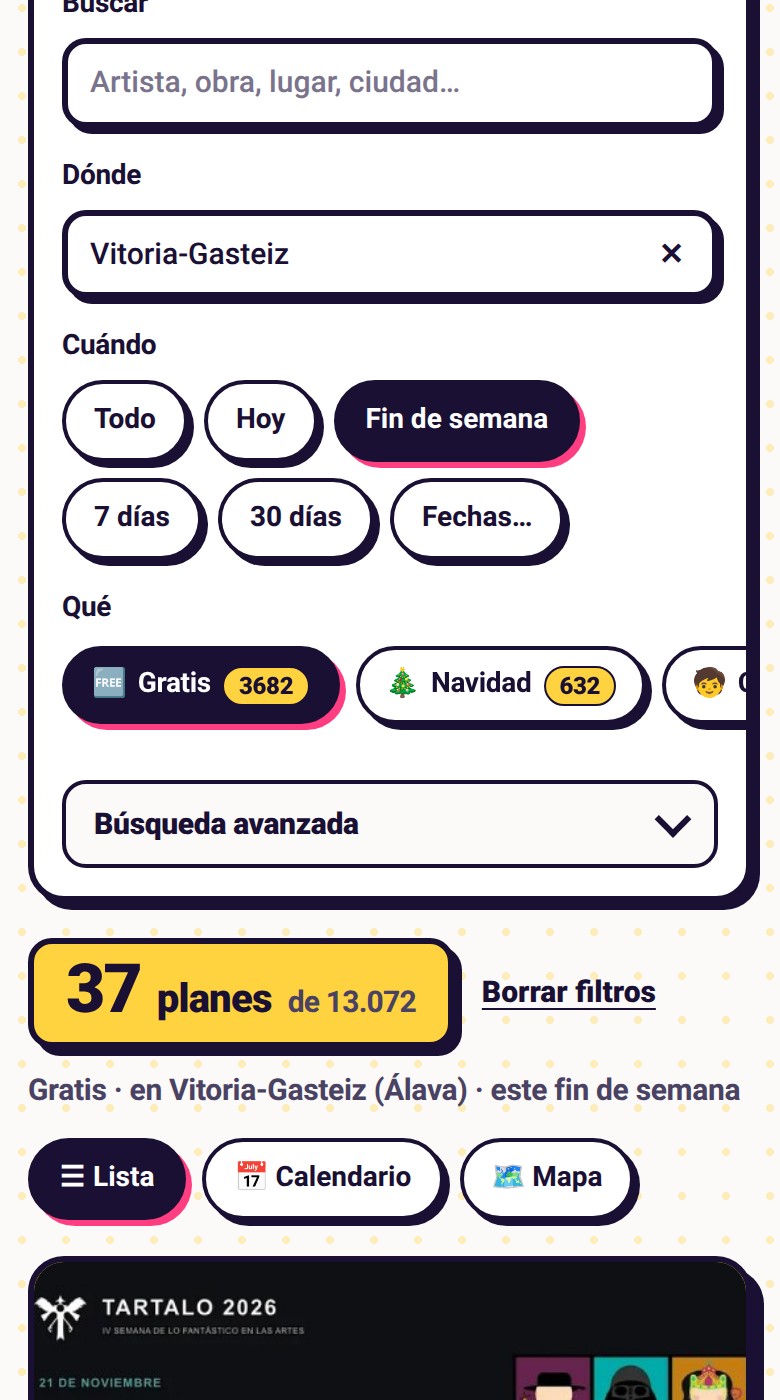 Buscar
Artista, obra, lugar, ciudad...
Dónde
Vitoria-Gasteiz ✕
Cuándo
Todo Hoy Fin de semana
7 días 30 días Fechas...
Qué
FREE Gratis 3682 Navidad 632
Búsqueda avanzada
37 planes de 13.072 Borrar filtros
Gratis · en Vitoria-Gasteiz (Álava) · este fin de semana
☰ Lista July 17 Calendario Mapa
TARTALO 2026
IV SEMANA DE LO FANTÁSTICO EN LAS ARTES
21 DE NOVIEMBRE